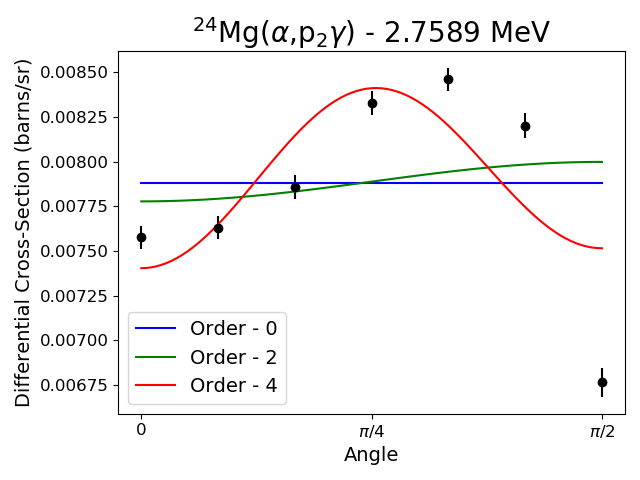 ²⁴Mg(α,p₂γ) - 2.7589 MeV
Differential Cross-Section (barns/sr)
0.00850
0.00825
0.00800
0.00775
0.00750
0.00725
0.00700
0.00675
Order - 0
Order - 2
Order - 4
0
π/4
π/2
Angle